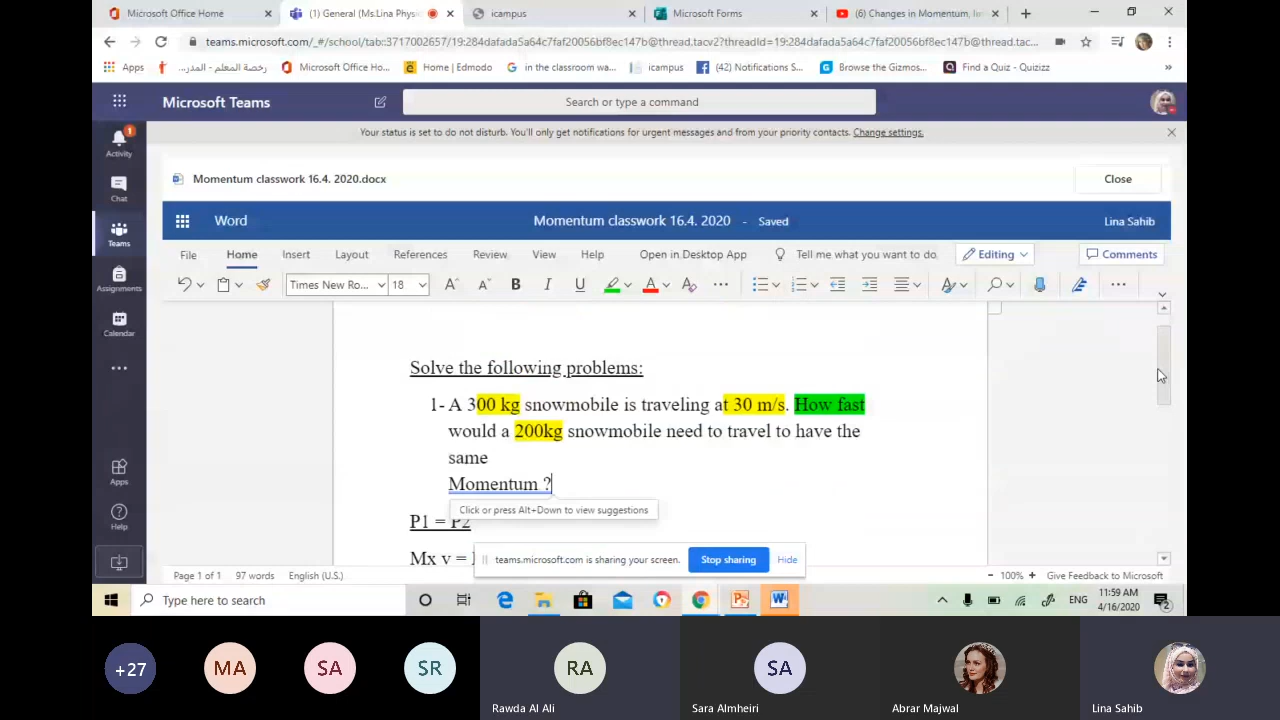 Microsoft Office Home
(1) General (Ms.Lina Physi
icampus
Microsoft Forms
(6) Changes in Momentum, Im
teams.microsoft.com/_#/school/tab::3717002657/19:284dafada5a64c7faf20056bf8ec147b@thread.tacv2?threadId=19:284dafada5a64c7faf20056bf8ec147b@thread.tac...
Apps
رخصة المعلم - المدر...
Microsoft Office Ho...
Home | Edmodo
in the classroom wa...
icampus
(42) Notifications S...
Browse the Gizmos...
Find a Quiz - Quizizz
»
Microsoft Teams
Search or type a command
Your status is set to do not disturb. You'll only get notifications for urgent messages and from your priority contacts. Change settings.
Activity
1
Chat
Teams
Assignments
Calendar
Apps
Help
Momentum classwork 16.4. 2020.docx
Close
Word
Momentum classwork 16.4. 2020 - Saved
Lina Sahib
File Home Insert Layout References Review View Help Open in Desktop App Tell me what you want to do
Editing
Comments
Times New Ro...
18
Solve the following problems:
1- A 300 kg snowmobile is traveling at 30 m/s. How fast
would a 200kg snowmobile need to travel to have the
same
Momentum ?
Click or press Alt+Down to view suggestions
P1 = P2
Mx v =
teams.microsoft.com is sharing your screen.
Stop sharing
Hide
Page 1 of 1 97 words English (U.S.)
- 100% + Give Feedback to Microsoft
Type here to search
ENG
11:59 AM
4/16/2020
2
+27
MA
SA
SR
RA
Rawda Al Ali
SA
Sara Almheiri
Abrar Majwal
Lina Sahib